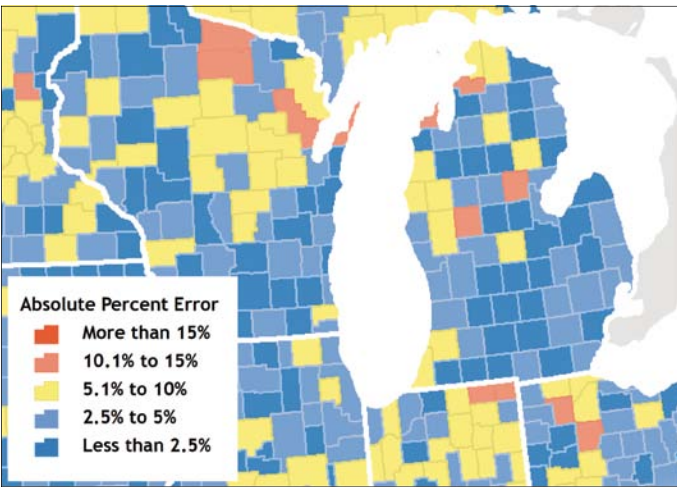 Absolute Percent Error
More than 15%
10.1% to 15%
5.1% to 10%
2.5% to 5%
Less than 2.5%